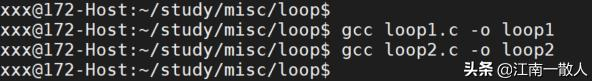 xxx@172-Host:~/study/misc/loop$
xxx@172-Host:~/study/misc/loop$ gcc loop1.c -o loop1
xxx@172-Host:~/study/misc/loop$ gcc loop2.c -o loop2
xxx@172-Host:~/study/misc/loop$
头条 @江南一散人